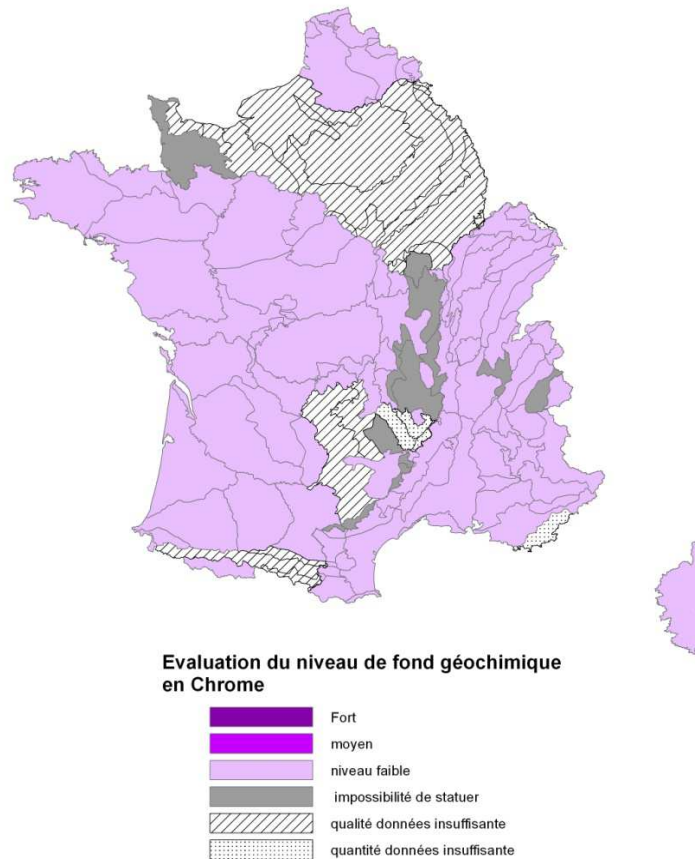 Evaluation du niveau de fond géochimique
en Chrome
Fort
moyen
niveau faible
impossibilité de statuer
qualité données insuffisante
quantité données insuffisante